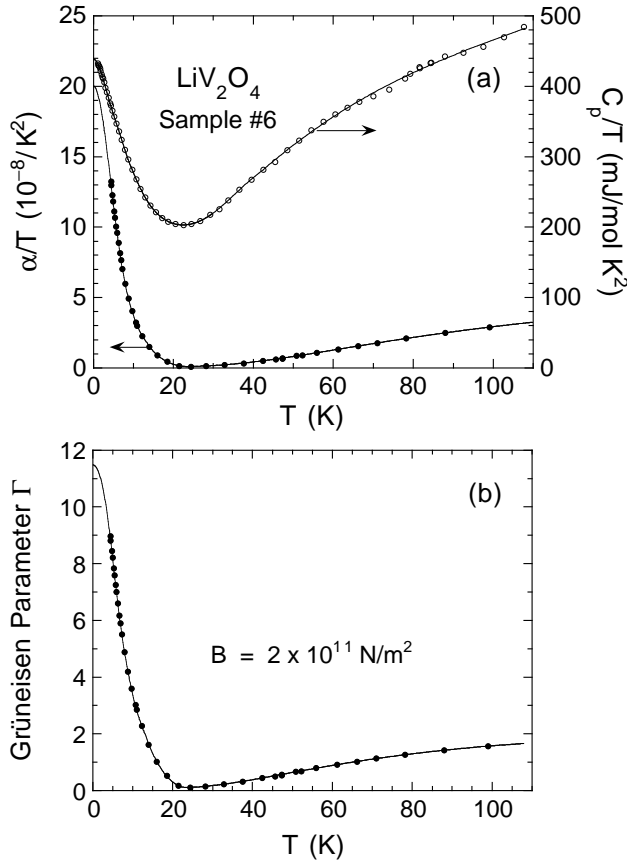 (a)
LiV₂O₄
Sample #6
α/T (10⁻⁸/K²)
25
20
15
10
5
0
C_p/T (mJ/mol K²)
500
400
300
200
100
0
0 20 40 60 80 100
T (K)
(b)
Grüneisen Parameter Γ
12
10
8
6
4
2
0
B = 2 x 10¹¹ N/m²
0 20 40 60 80 100
T (K)